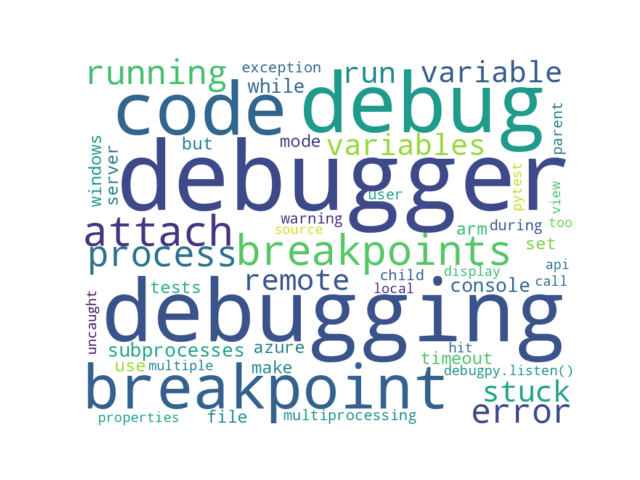 exception
running
run
variable
while
code
debug
parent
windows
server
but
mode
variables
debugger
user
pytest
view
warning
source
too
attach
arm
during
set
process
breakpoints
api
remote
child
display
call
console
local
tests
debugging
uncaught
subprocesses
azure
hit
timeout
use
multiple
make
debugpy.listen()
breakpoint
stuck
error
properties
file
multiprocessing